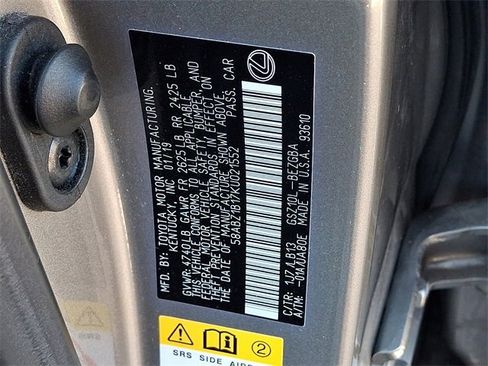 MFD. BY: TOYOTA MOTOR MANUFACTURING
KENTUCKY, INC. 01/19
GVWR 4740 LB GAWR FR 2625 LB RR 2425 LB
THIS VEHICLE CONFORMS TO ALL APPLICABLE
FEDERAL MOTOR VEHICLE SAFETY, BUMPER, AND
THEFT PREVENTION STANDARDS IN EFFECT ON
THE DATE OF MANUFACTURE SHOWN ABOVE.
58ABZ1B17KU021552 PASS. CAR
C/TR: 1J7/LB13 GSZ10L-BEZGBA
A/TM: -01A/UA80E MADE IN U.S.A. 93610
SRS SIDE
2